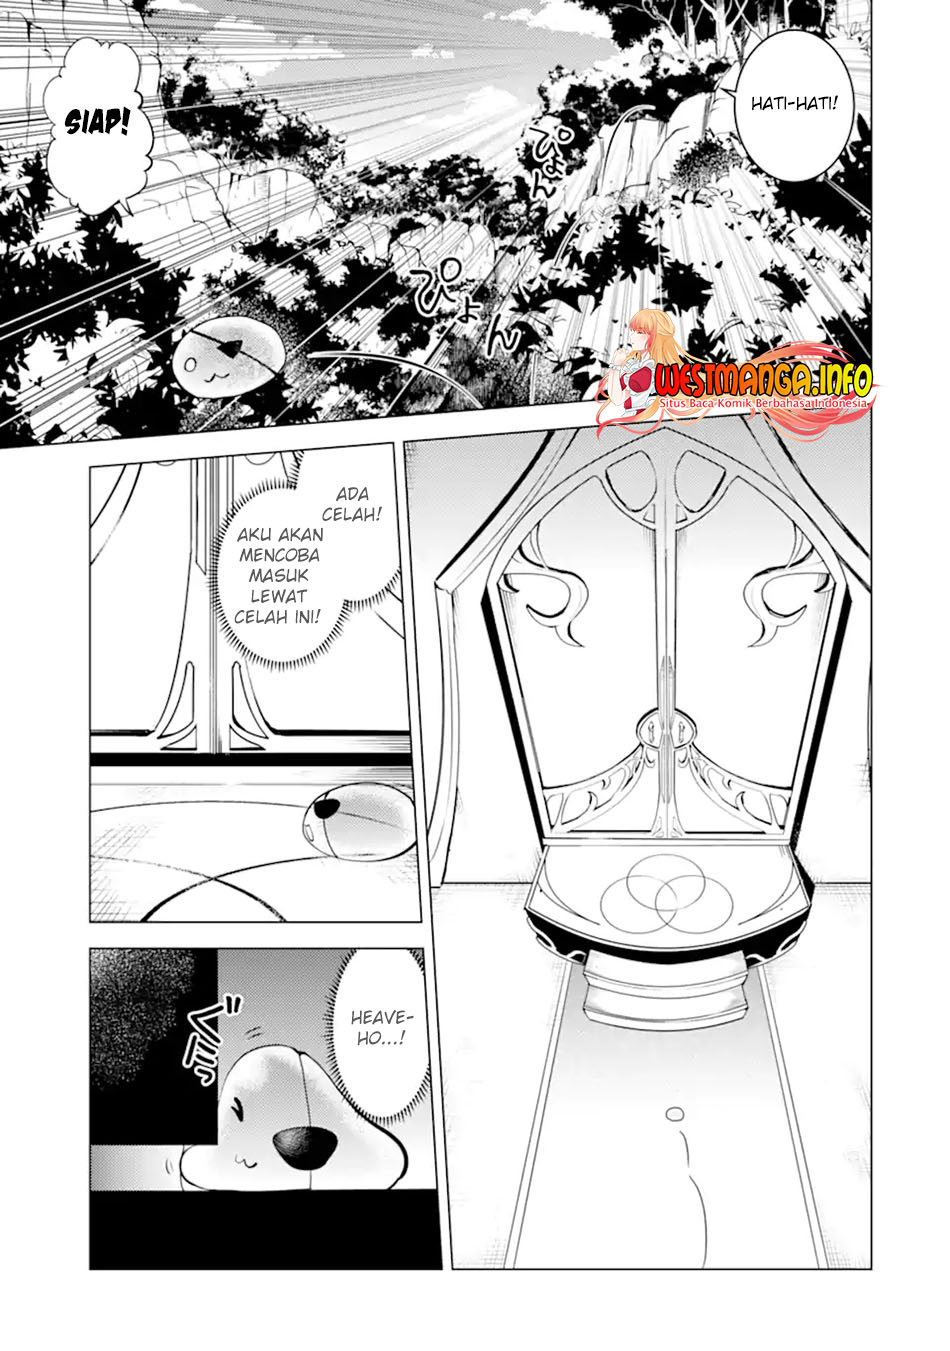 HATI-HATI!
SIAP!
ぴょん
ぴょん
WESTMANGA.INFO
Situs Baca Komik Berbahasa Indonesia
ADA
CELAH!
AKU AKAN
MENCOBA
MASUK
LEWAT
CELAH INI!
HEAVE-
HO...!